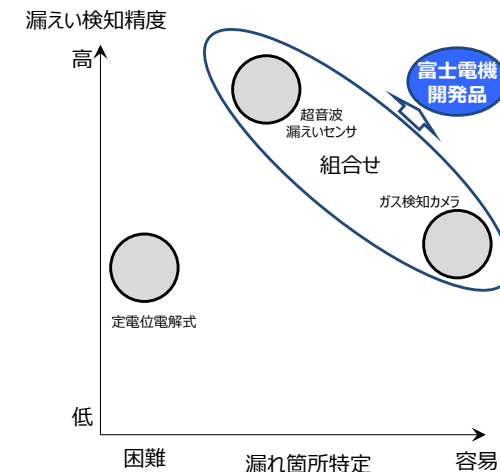 漏えい検知精度
高
富士電機
開発品
超音波
漏えいセンサ
組合せ
ガス検知カメラ
定電位電解式
低
困難
漏れ箇所特定
容易